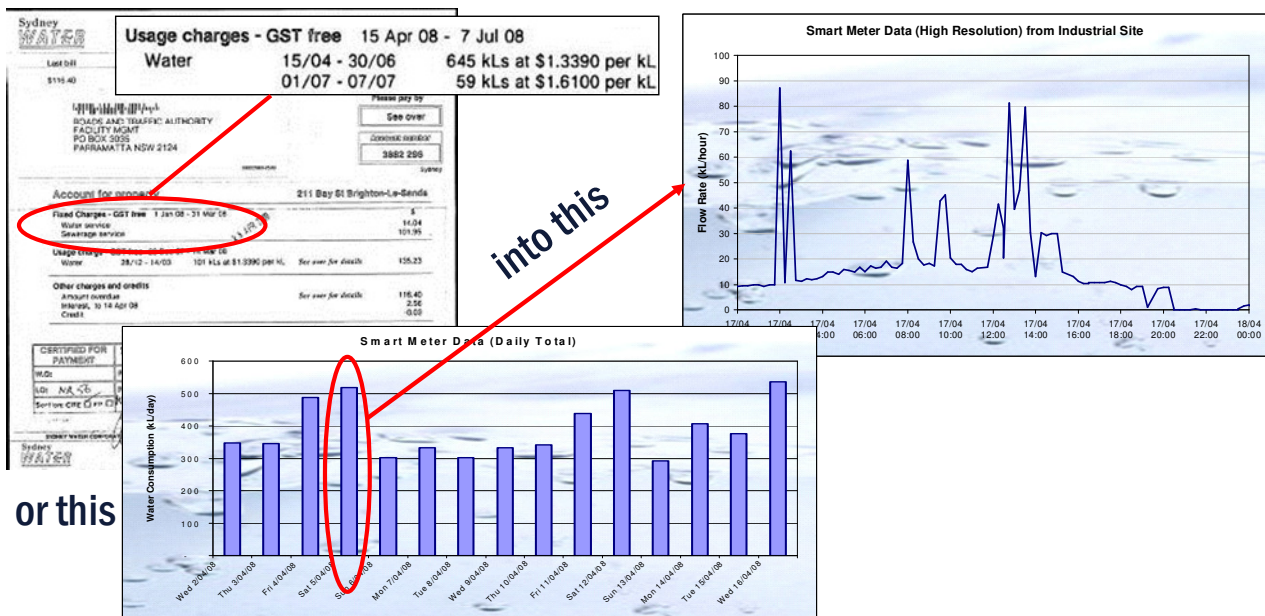 Sydney
WATER
Last bill
$115.40
Usage charges - GST free 15 Apr 08 - 7 Jul 08
Water 15/04 - 30/06 645 kLs at $1.3390 per kL
01/07 - 07/07 59 kLs at $1.6100 per kL
Please pay by
See over
ROADS AND TRAFFIC AUTHORITY
FACILITY MGMT
PO BOX 3035
PARRAMATTA NSW 2124
Account number
3882 296
Sydney
Account for property 211 Bay St Brighton-Le-Sands
Fixed Charges - GST free 1 Jan 08 - 31 Mar 08 $
Water service 14.04
Sewerage service 101.95
Usage charge
Water 28/12 - 14/03 101 kLs at $1.3390 per kL See over for details 135.23
Other charges and credits
Amount overdue See over for details 116.40
Interest, to 14 Apr 08 2.56
Credit
CERTIFIED FOR
PAYMENT
W.O:
Sydney
WATER
or this
into this
Smart Meter Data (High Resolution) from Industrial Site
Flow Rate (kL/hour)
100
90
80
70
60
50
40
30
20
10
0
17/04 17/04 17/04 17/04 17/04 17/04 17/04 17/04 17/04 17/04 17/04 18/04
06:00 08:00 10:00 12:00 14:00 16:00 18:00 20:00 22:00 00:00
Smart Meter Data (Daily Total)
Water Consumption (kL/day)
600
500
400
300
200
100
-
Wed 2/04/08
Thu 3/04/08
Fri 4/04/08
Sat 5/04/08
Sun 6/04/08
Mon 7/04/08
Tue 8/04/08
Wed 9/04/08
Thu 10/04/08
Fri 11/04/08
Sat 12/04/08
Sun 13/04/08
Mon 14/04/08
Tue 15/04/08
Wed 16/04/08